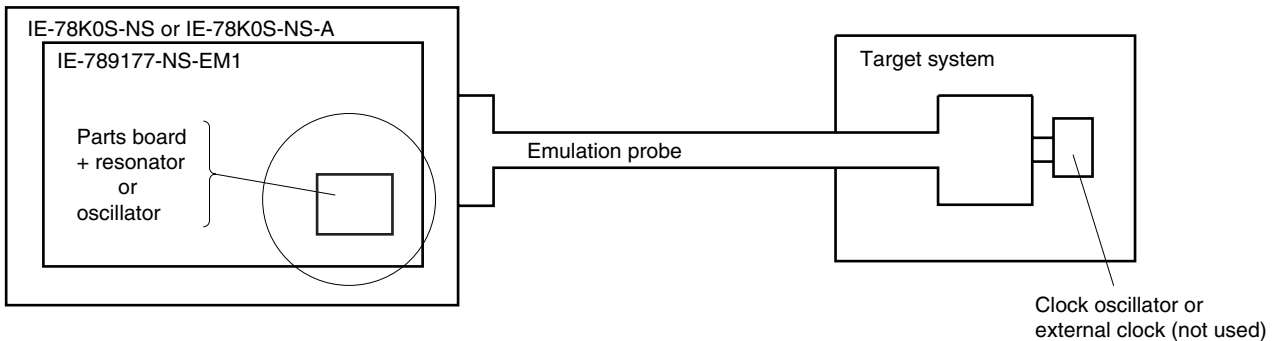 IE-78K0S-NS or IE-78K0S-NS-A
IE-789177-NS-EM1
Parts board
+ resonator
or
oscillator
Emulation probe
Target system
Clock oscillator or
external clock (not used)